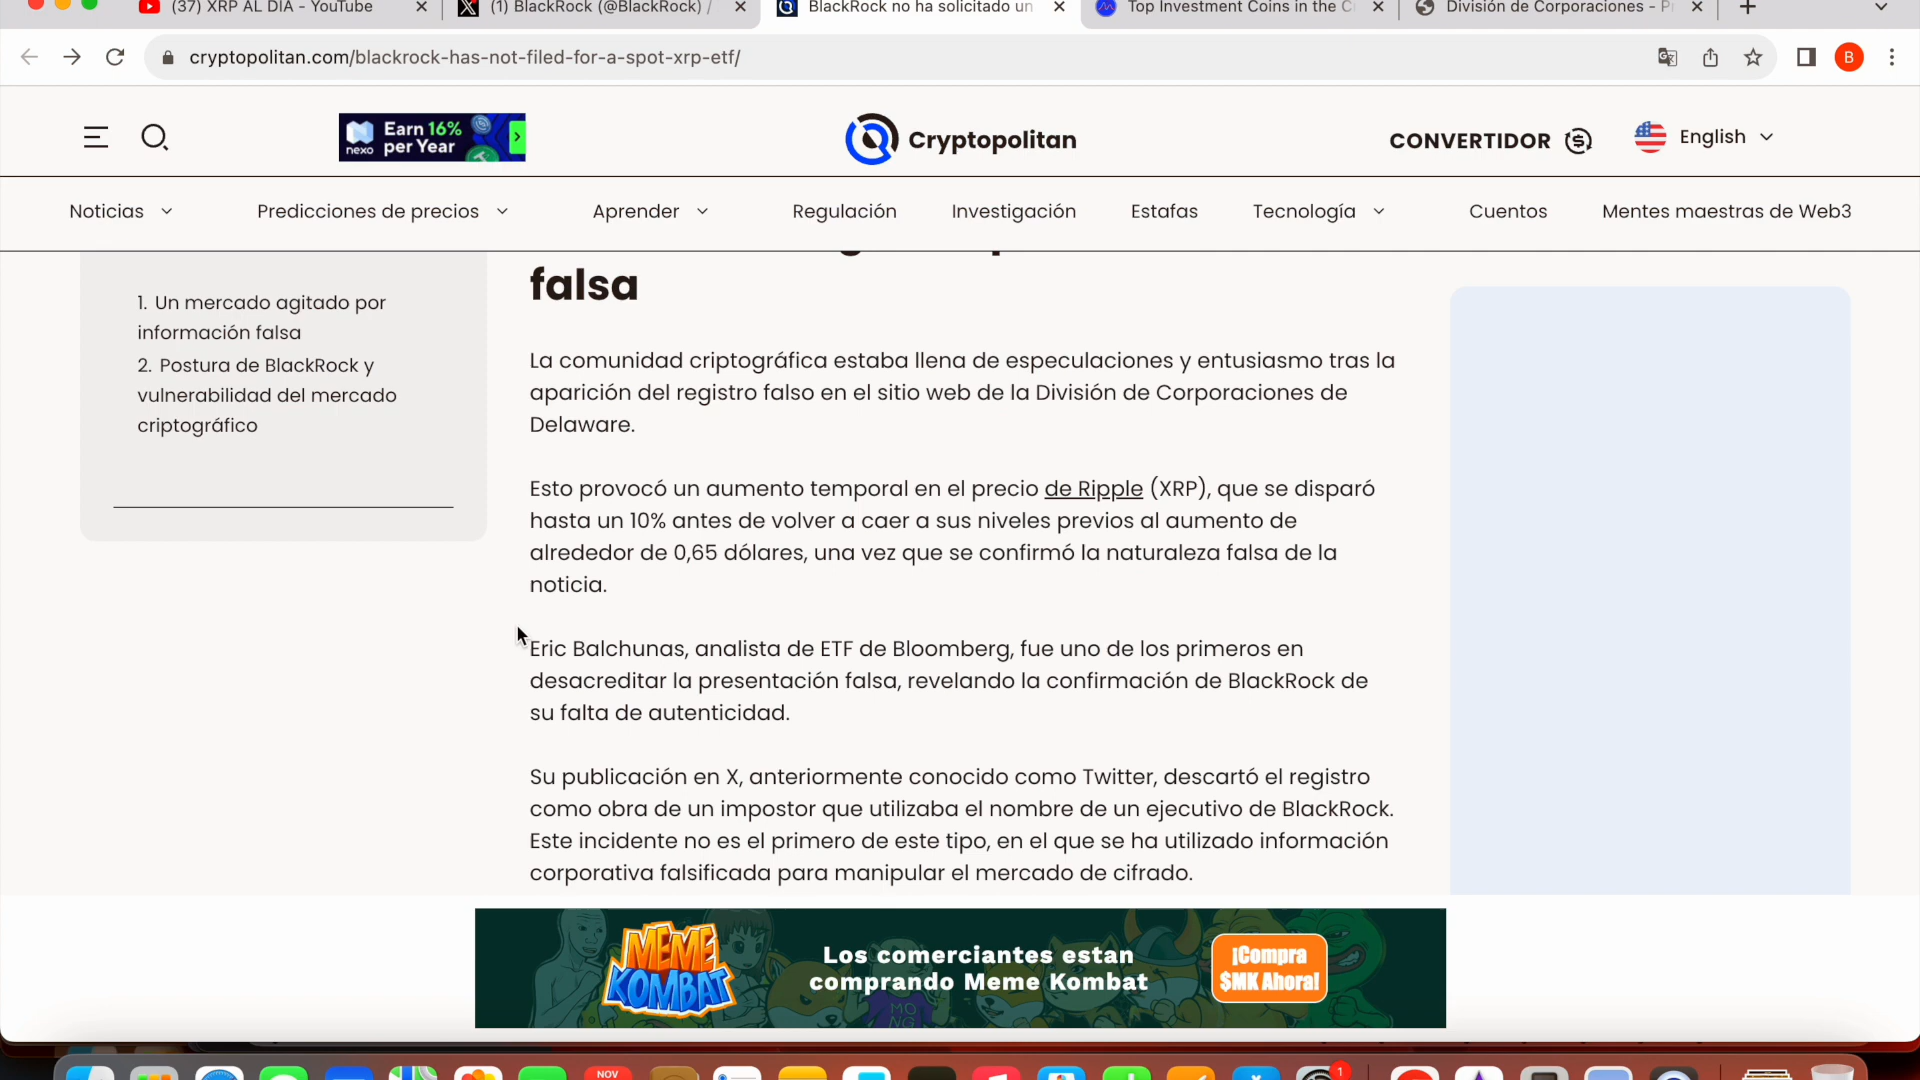 (37) XRP AL DIA - YouTube
(1) BlackRock (@BlackRock) /
BlackRock no ha solicitado un
Top Investment Coins in the C
División de Corporaciones - P
cryptopolitan.com/blackrock-has-not-filed-for-a-spot-xrp-etf/
B
nexo
Earn 16%
per Year
Cryptopolitan
CONVERTIDOR
English
Noticias
Predicciones de precios
Aprender
Regulación
Investigación
Estafas
Tecnología
Cuentos
Mentes maestras de Web3
1. Un mercado agitado por
información falsa
2. Postura de BlackRock y
vulnerabilidad del mercado
criptográfico
falsa
La comunidad criptográfica estaba llena de especulaciones y entusiasmo tras la
aparición del registro falso en el sitio web de la División de Corporaciones de
Delaware.
Esto provocó un aumento temporal en el precio de Ripple (XRP), que se disparó
hasta un 10% antes de volver a caer a sus niveles previos al aumento de
alrededor de 0,65 dólares, una vez que se confirmó la naturaleza falsa de la
noticia.
Eric Balchunas, analista de ETF de Bloomberg, fue uno de los primeros en
desacreditar la presentación falsa, revelando la confirmación de BlackRock de
su falta de autenticidad.
Su publicación en X, anteriormente conocido como Twitter, descartó el registro
como obra de un impostor que utilizaba el nombre de un ejecutivo de BlackRock.
Este incidente no es el primero de este tipo, en el que se ha utilizado información
corporativa falsificada para manipular el mercado de cifrado.
MEME
KOMBAT
Los comerciantes estan
comprando Meme Kombat
¡Compra
$MK Ahora!
NOV
1